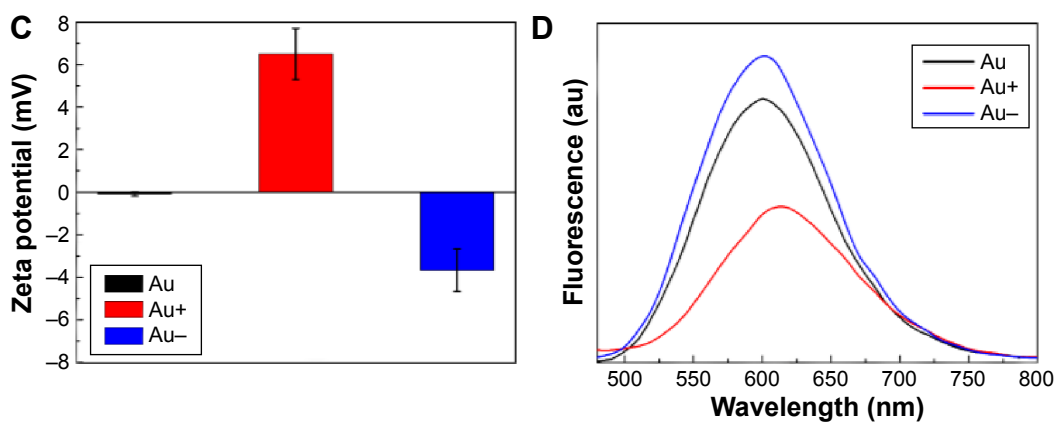 C
Zeta potential (mV)
8
6
4
2
0
–2
–4
–6
–8
Au
Au+
Au–
D
Fluorescence (au)
Au
Au+
Au–
500 550 600 650 700 750 800
Wavelength (nm)